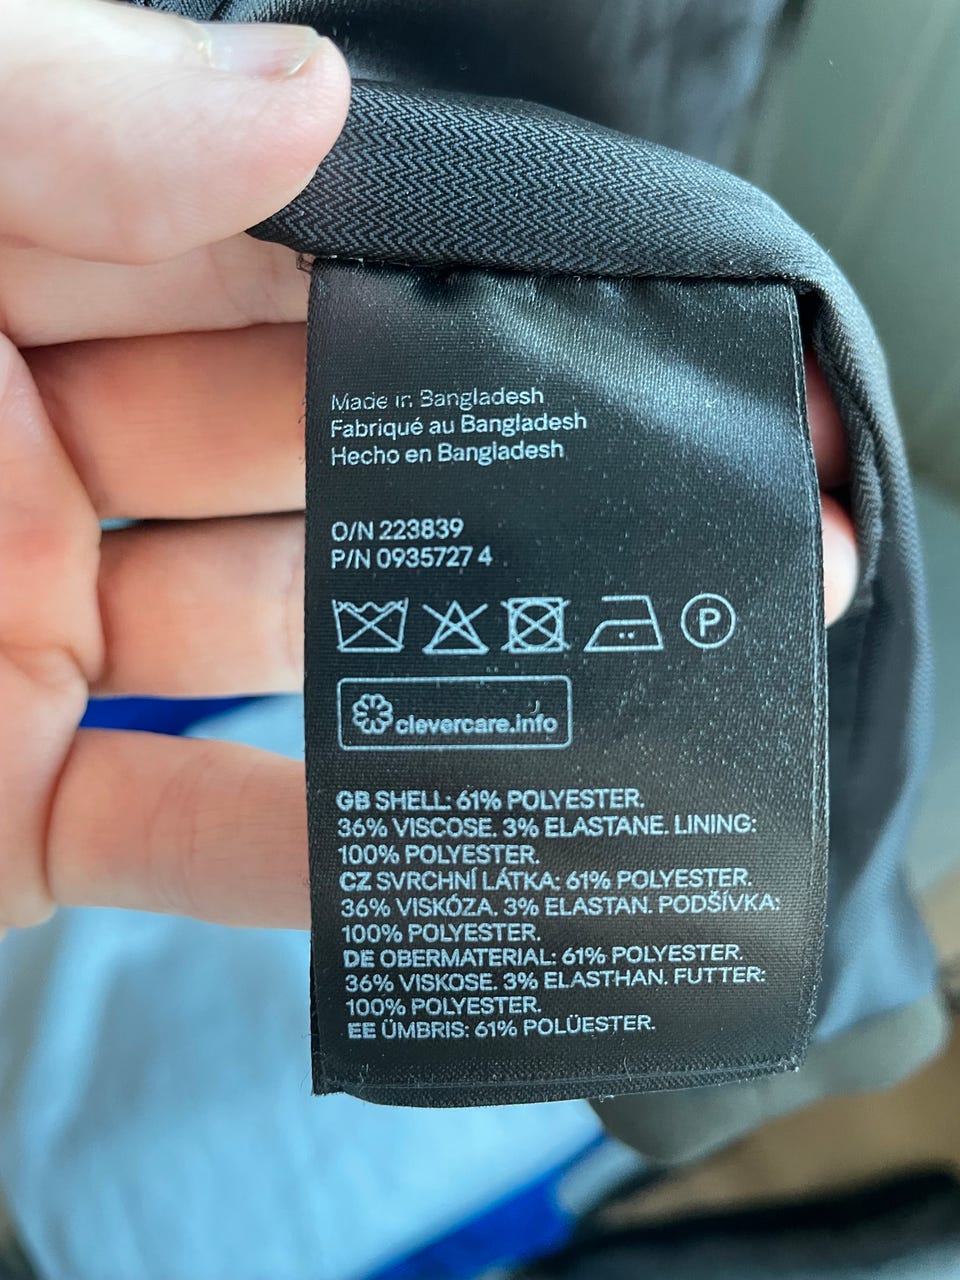 Made in Bangladesh
Fabriqué au Bangladesh
Hecho en Bangladesh
O/N 223839
P/N 0935727 4
P
clevercare.info
GB SHELL: 61% POLYESTER.
36% VISCOSE. 3% ELASTANE. LINING:
100% POLYESTER.
CZ SVRCHNÍ LÁTKA: 61% POLYESTER.
36% VISKÓZA. 3% ELASTAN. PODŠÍVKA:
100% POLYESTER.
DE OBERMATERIAL: 61% POLYESTER.
36% VISKOSE. 3% ELASTHAN. FUTTER:
100% POLYESTER.
EE ÜMBRIS: 61% POLÜESTER.